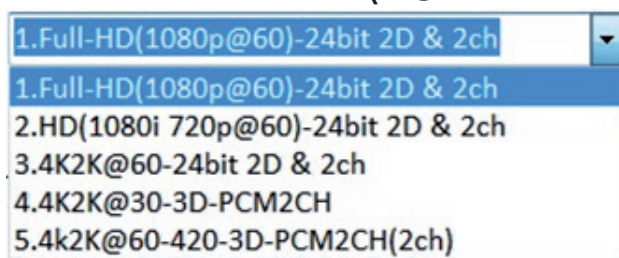 1.Full-HD(1080p@60)-24bit 2D & 2ch
1.Full-HD(1080p@60)-24bit 2D & 2ch
2.HD(1080i 720p@60)-24bit 2D & 2ch
3.4K2K@60-24bit 2D & 2ch
4.4K2K@30-3D-PCM2CH
5.4k2K@60-420-3D-PCM2CH(2ch)